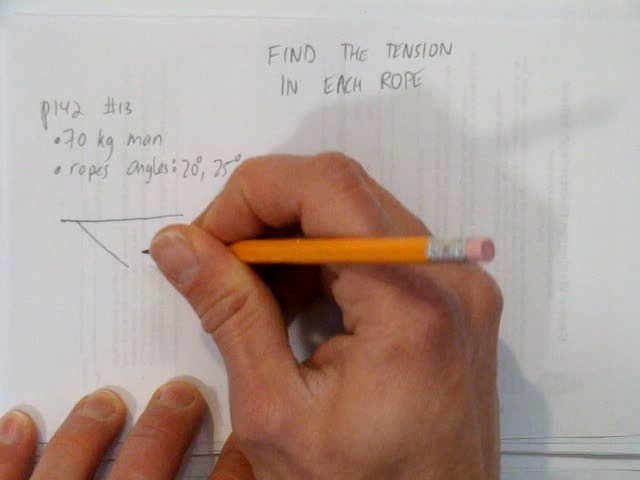 FIND THE TENSION
IN EACH ROPE
p142 #13
• 70 kg man
• ropes angles: 20°, 25°